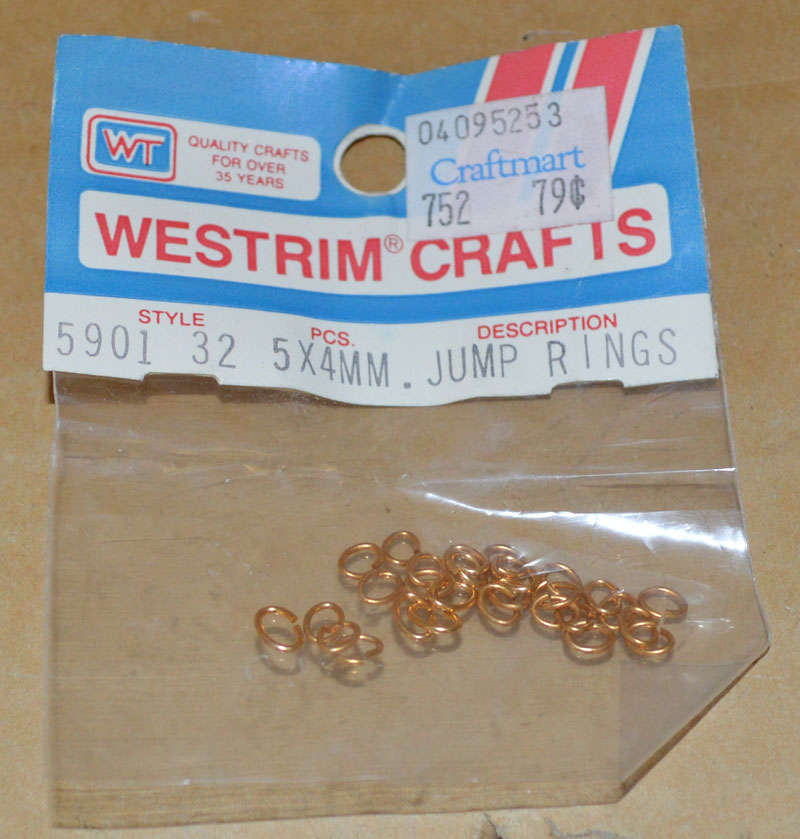 WT
QUALITY CRAFTS
FOR OVER
35 YEARS
04095253
Craftmart
752 79¢
WESTRIM® CRAFTS
STYLE PCS. DESCRIPTION
5901 32 5X4MM. JUMP RINGS